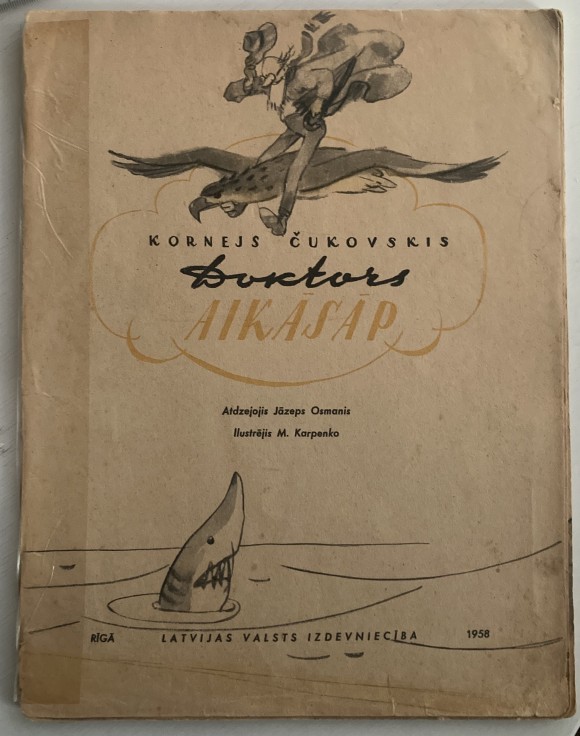 KORNEJS ČUKOVSKIS
Doktors
AIKĀSĀP
Atdzejojis Jāzeps Osmanis
Ilustrējis M. Karpenko
RĪGĀ LATVIJAS VALSTS IZDEVNIECĪBA 1958